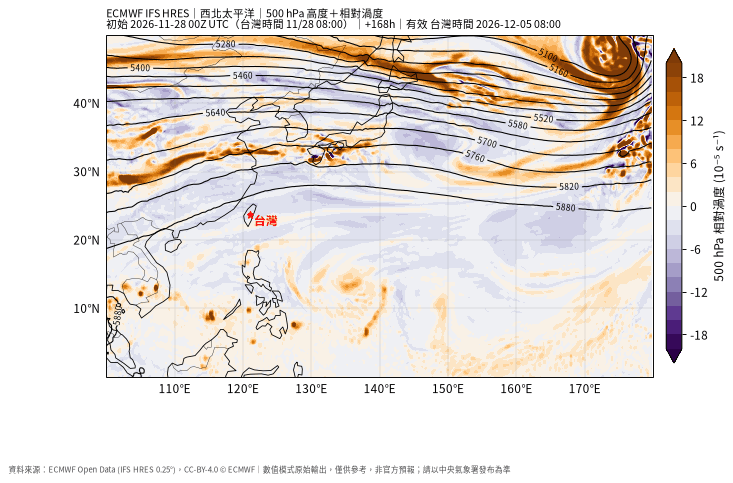 ECMWF IFS HRES｜西北太平洋｜500 hPa 高度＋相對渦度
初始 2026-11-28 00Z UTC（台灣時間 11/28 08:00）｜+168h｜有效 台灣時間 2026-12-05 08:00
5280
5100
5160
5400
5460
5640
5520
5580
5700
5760
5820
5880
5880
台灣
40°N
30°N
20°N
10°N
110°E
120°E
130°E
140°E
150°E
160°E
170°E
18
12
6
0
-6
-12
-18
500 hPa 相對渦度 (10⁻⁵ s⁻¹)
資料來源：ECMWF Open Data (IFS HRES 0.25°)・CC-BY-4.0 © ECMWF｜數值模式原始輸出，僅供參考，非官方預報；請以中央氣象署發布為準